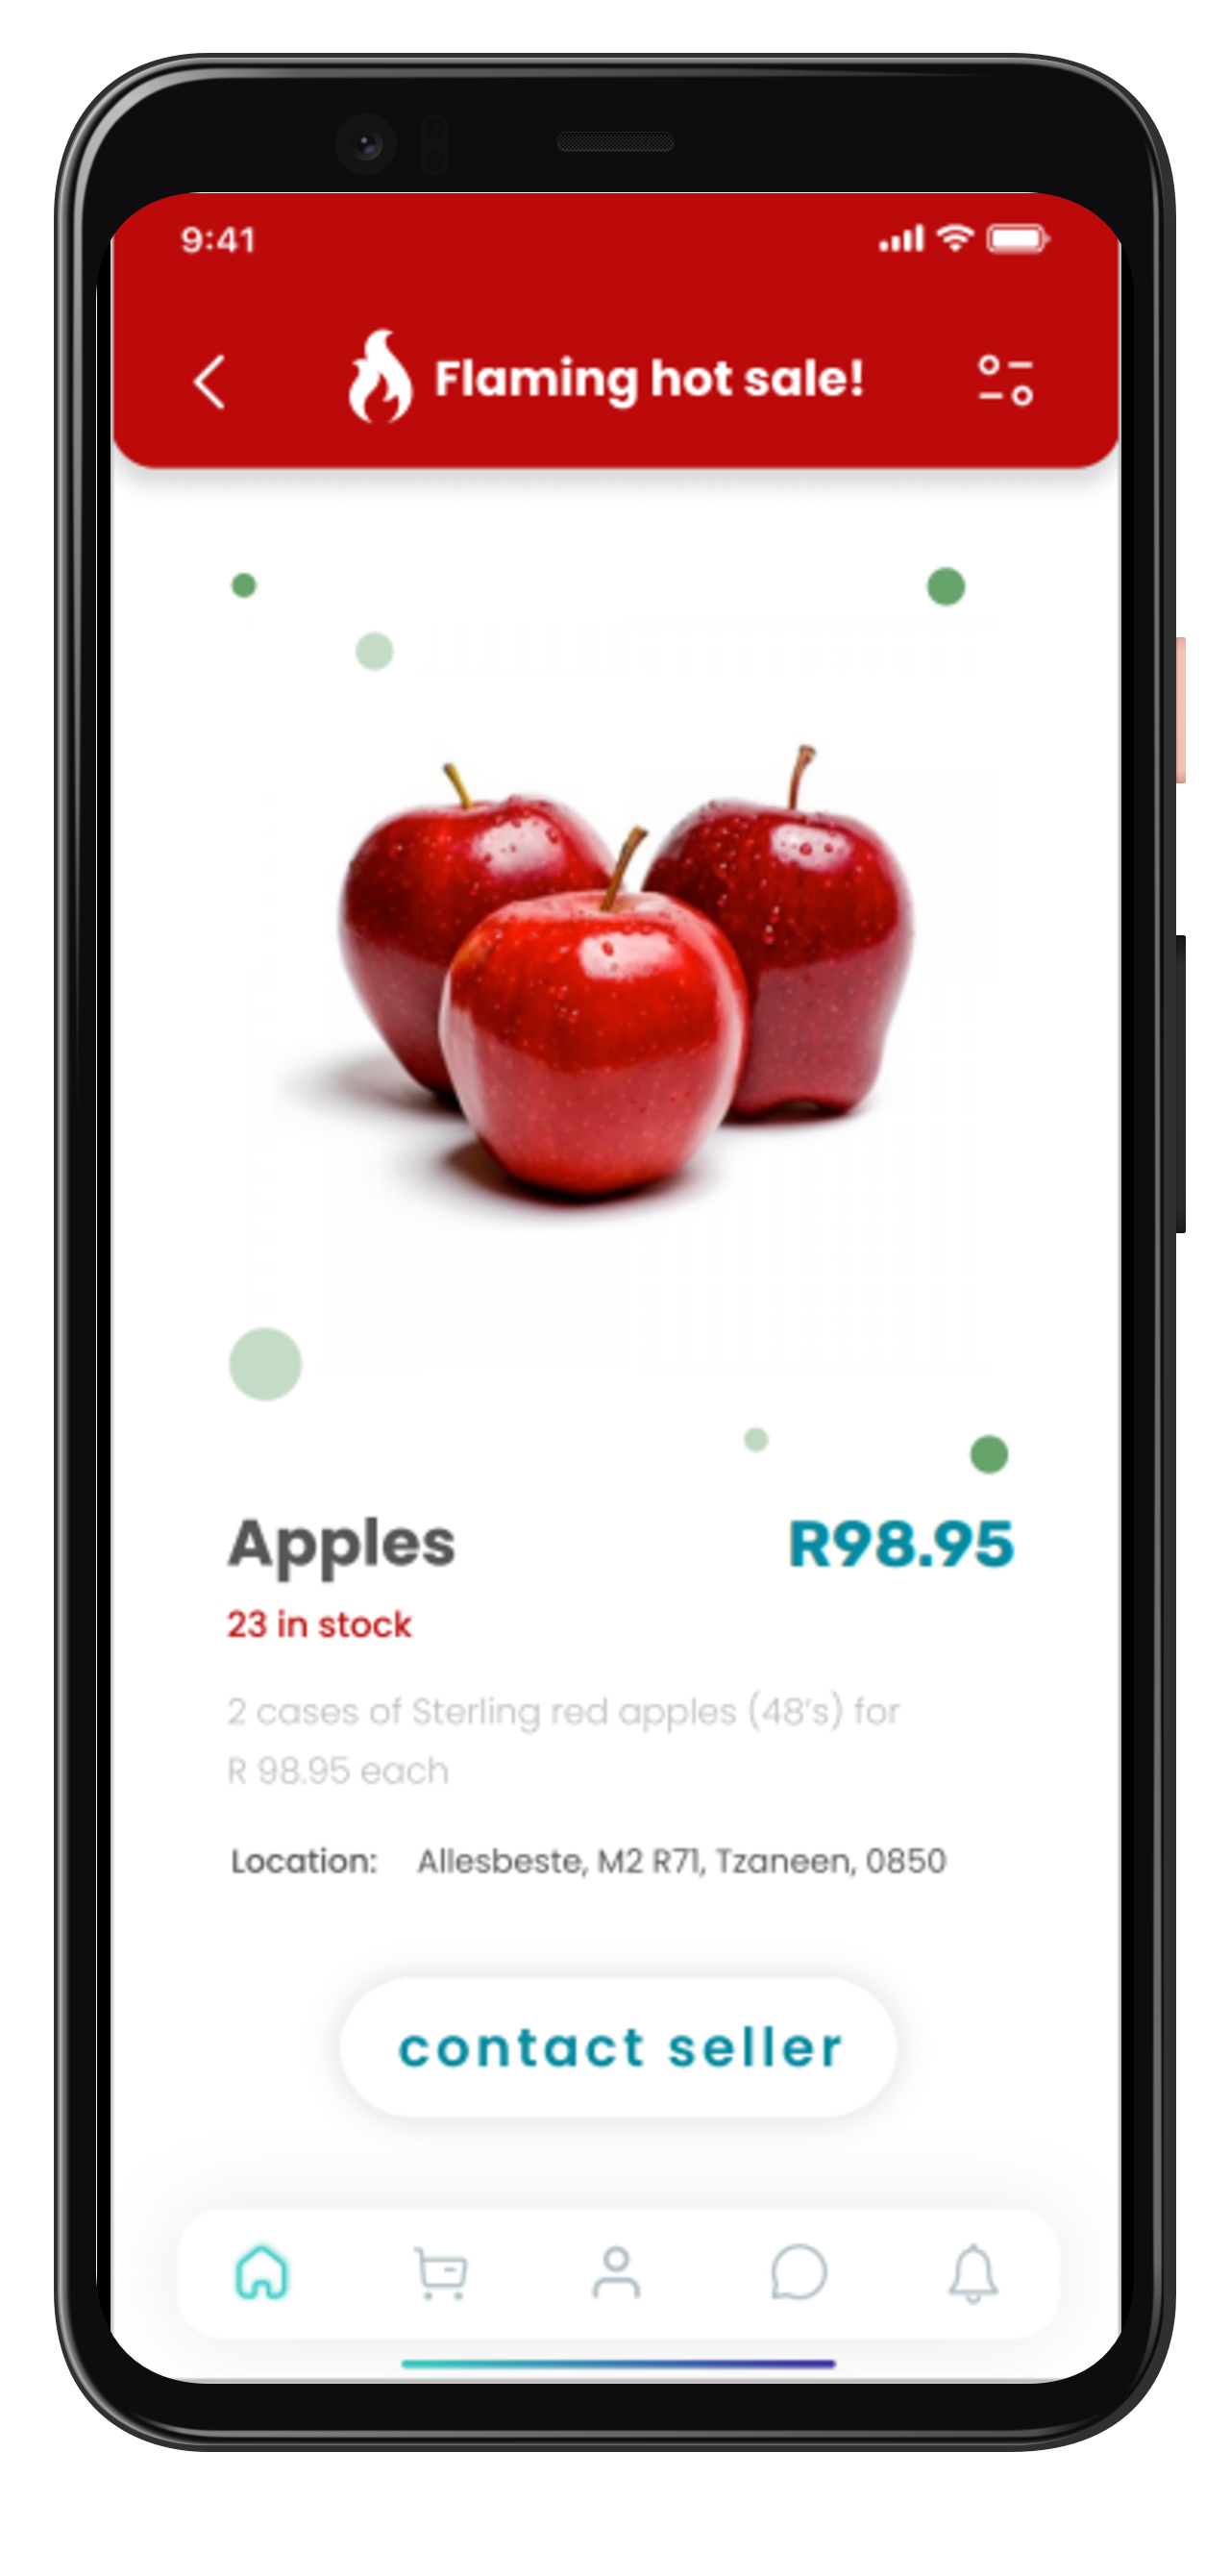 9:41
Flaming hot sale!
Apples
R98.95
23 in stock
2 cases of Sterling red apples (48's) for
R 98.95 each
Location: Allesbeste, M2 R71, Tzaneen, 0850
contact seller